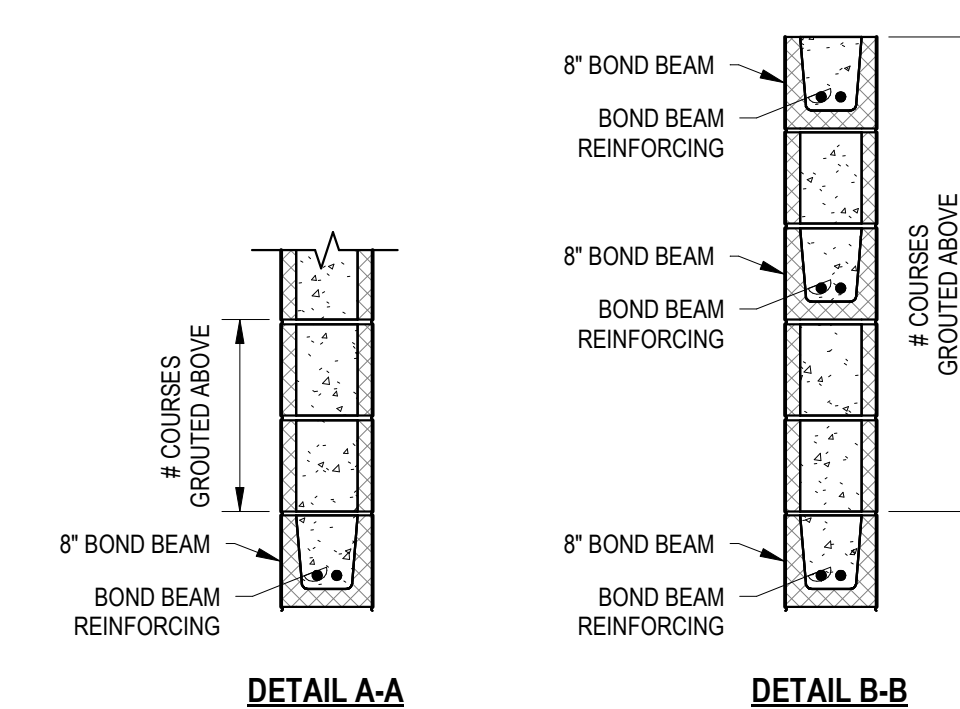 8" BOND BEAM
BOND BEAM
REINFORCING
8" BOND BEAM
BOND BEAM
REINFORCING
# COURSES
GROUTED ABOVE
# COURSES
GROUTED ABOVE
8" BOND BEAM
BOND BEAM
REINFORCING
8" BOND BEAM
BOND BEAM
REINFORCING
DETAIL A-A
DETAIL B-B